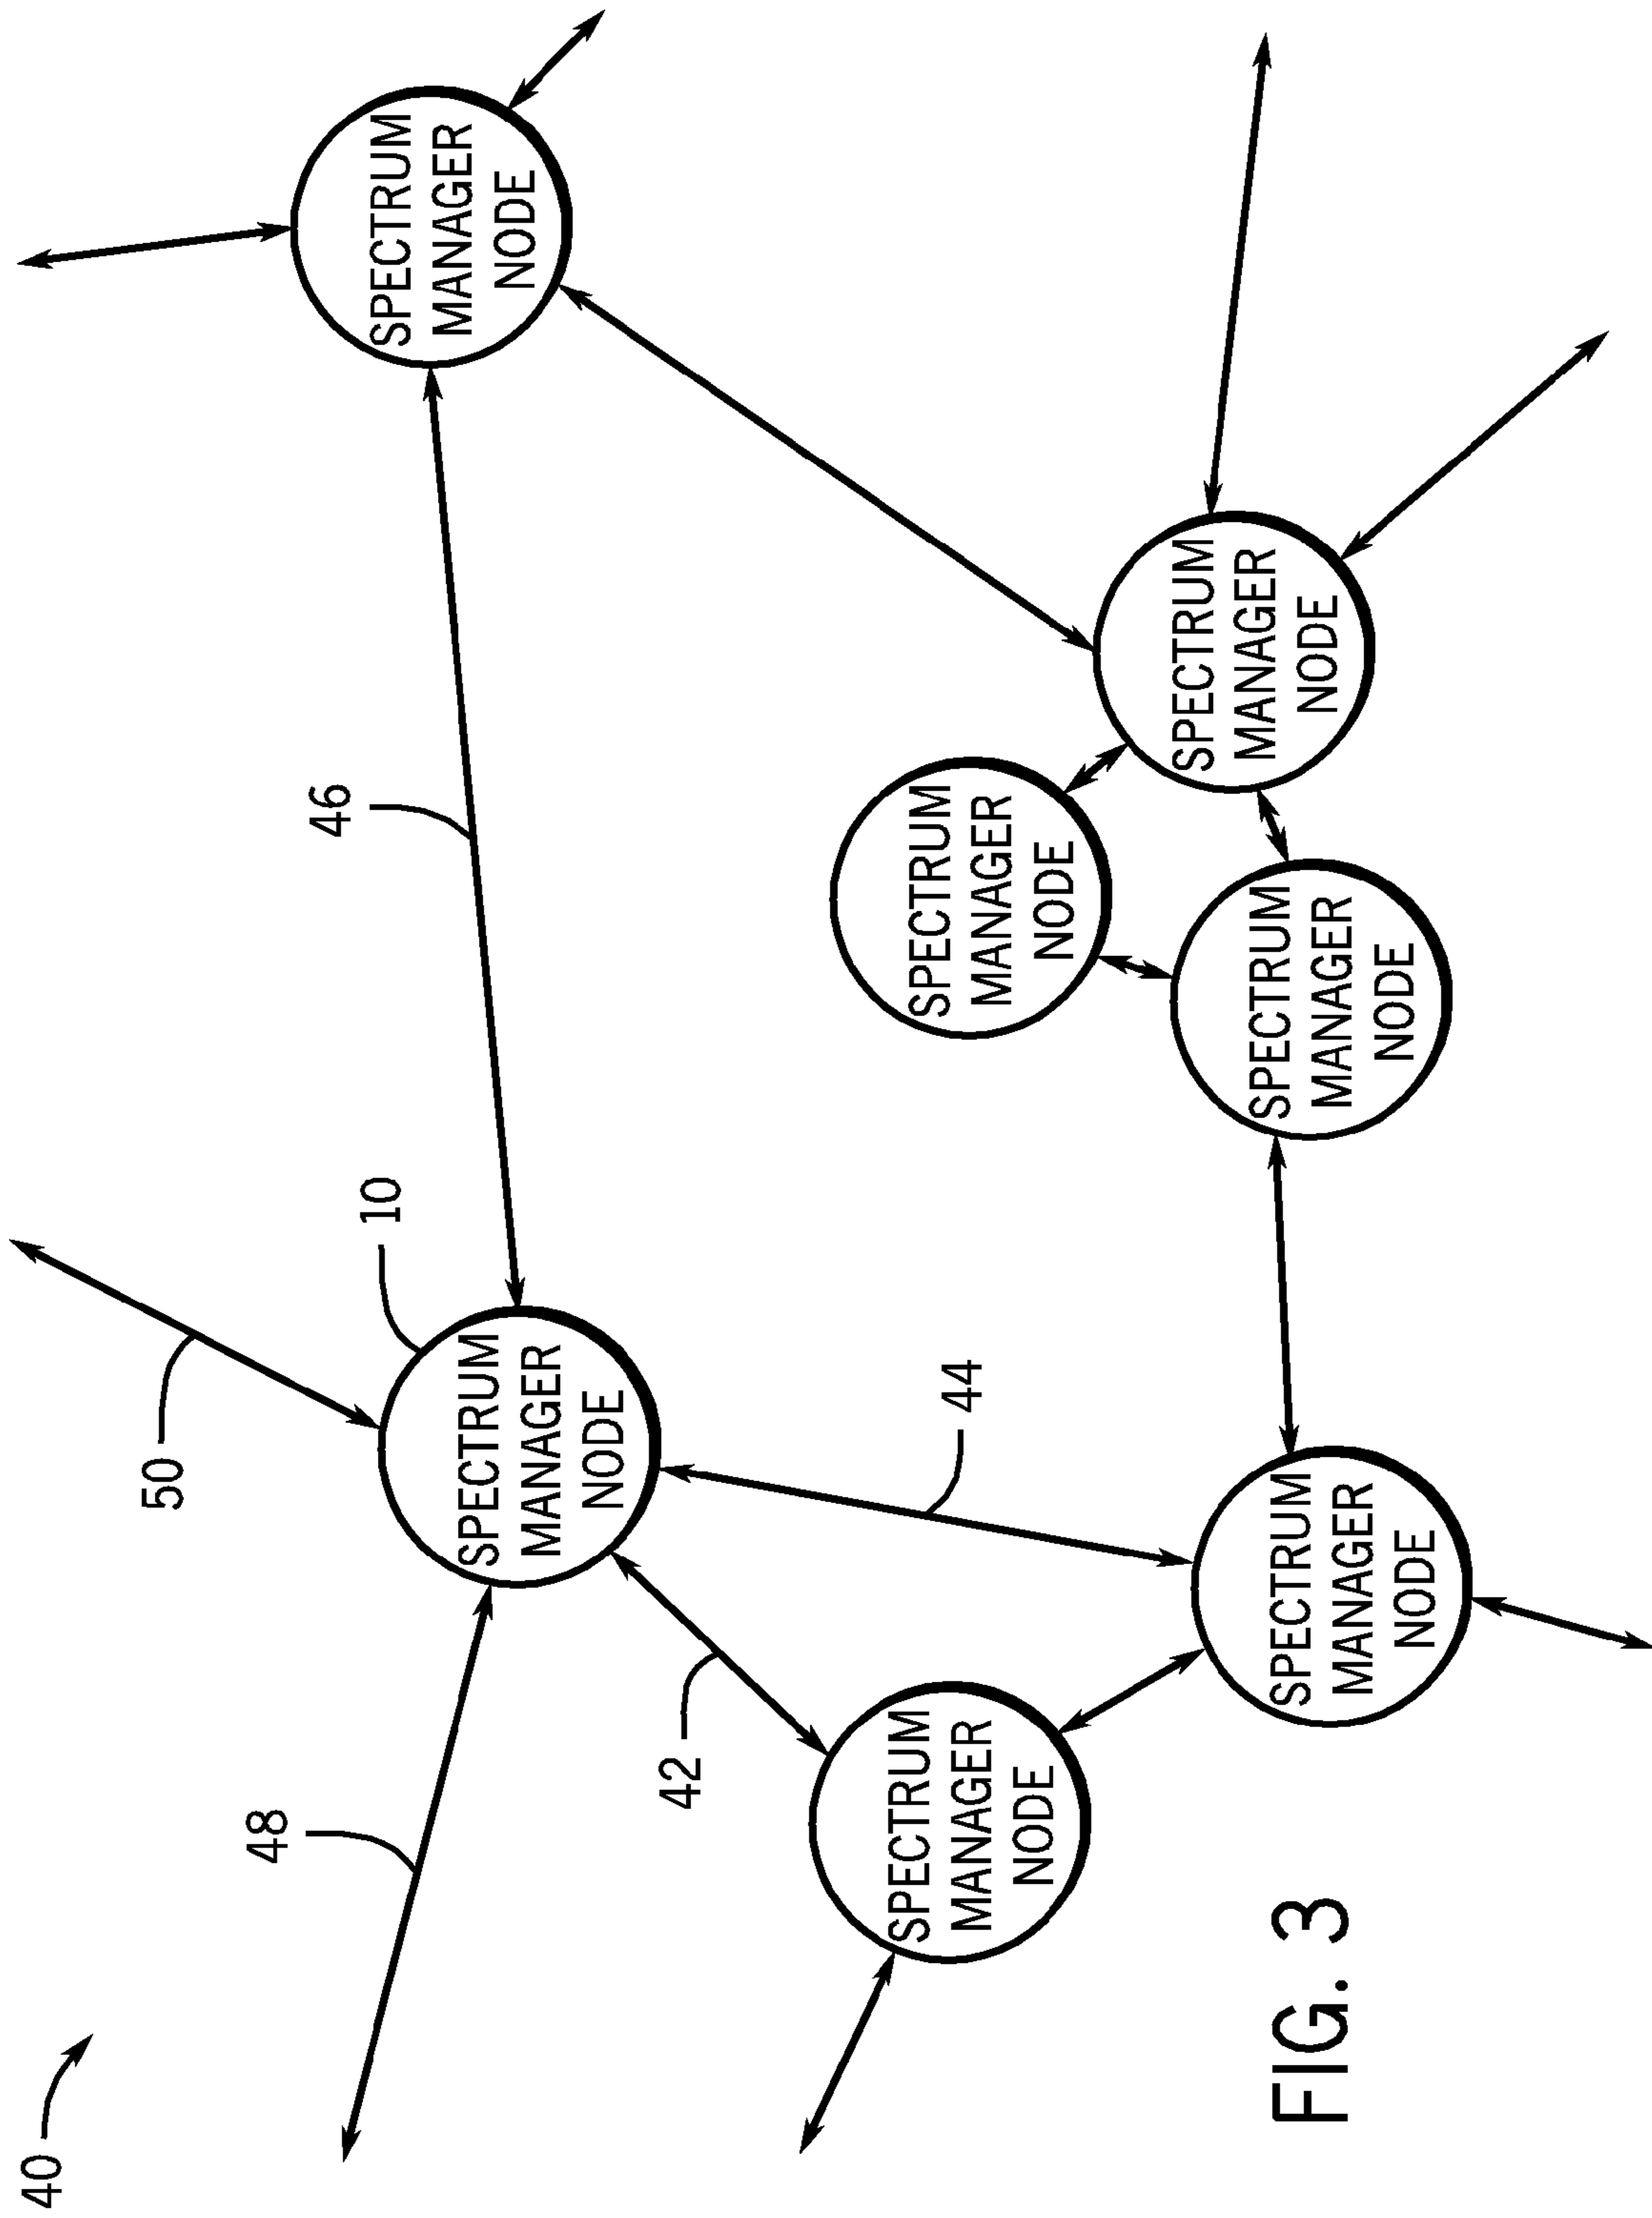 40
50
48
46
10
SPECTRUM
MANAGER
NODE
SPECTRUM
MANAGER
NODE
42
44
SPECTRUM
MANAGER
NODE
SPECTRUM
MANAGER
NODE
SPECTRUM
MANAGER
NODE
SPECTRUM
MANAGER
NODE
SPECTRUM
MANAGER
NODE
FIG. 3